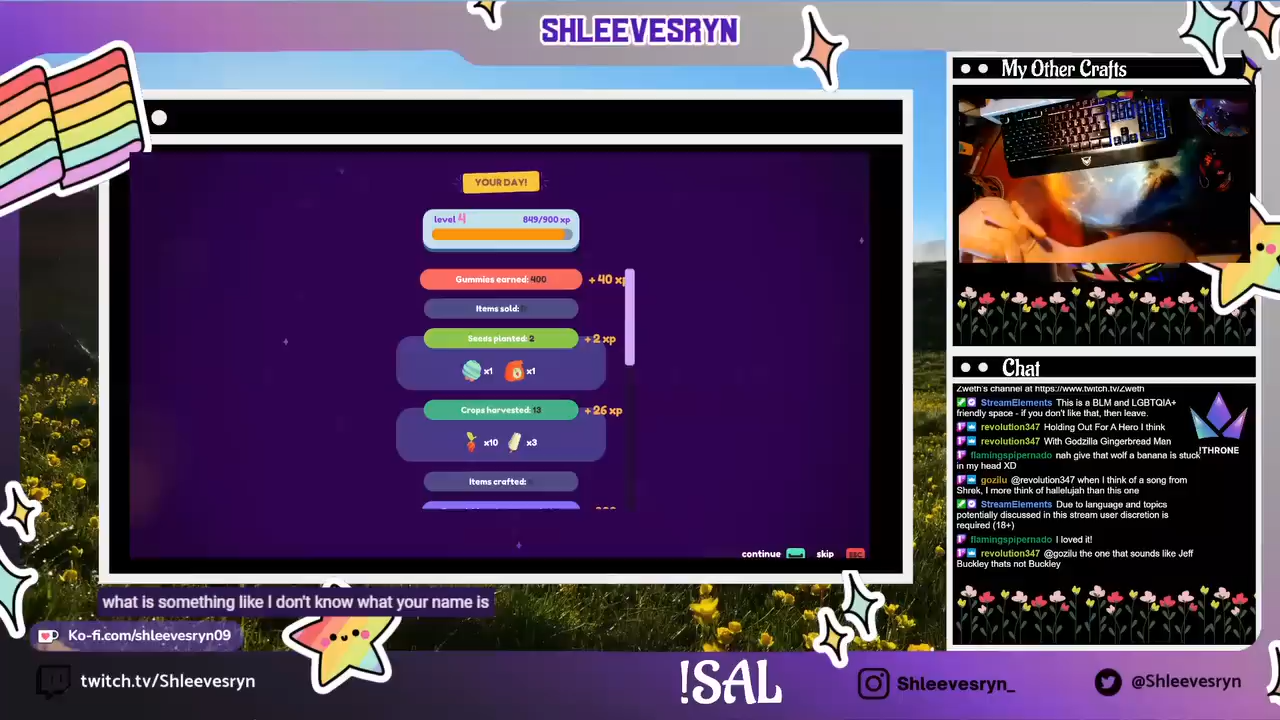 SHLEEVESRYN
My Other Crafts
YOUR DAY!
level 4 849/900 xp
Gummies earned: 400 + 40 xp
Items sold:
Seeds planted: 2 + 2 xp
x1 x1
Crops harvested: 13 + 26 xp
x10 x3
Items crafted:
continue skip ESC
Chat
Zweth's channel at https://www.twitch.tv/Zweth
StreamElements This is a BLM and LGBTQIA+
friendly space - if you don't like that, then leave.
revolution347 Holding Out For A Hero I think
revolution347 With Godzilla Gingerbread Man
flamingspipernado nah give that wolf a banana is stuck
in my head XD
gozilu @revolution347 when I think of a song from
Shrek, I more think of hallelujah than this one
StreamElements Due to language and topics
potentially discussed in this stream user discretion is
required (18+)
flamingspipernado I loved it!
revolution347 @gozilu the one that sounds like Jeff
Buckley thats not Buckley
!THRONE
what is something like I don't know what your name is
Ko-fi.com/shleevesryn09
twitch.tv/Shleevesryn
!SAL
Shleevesryn_
@Shleevesryn